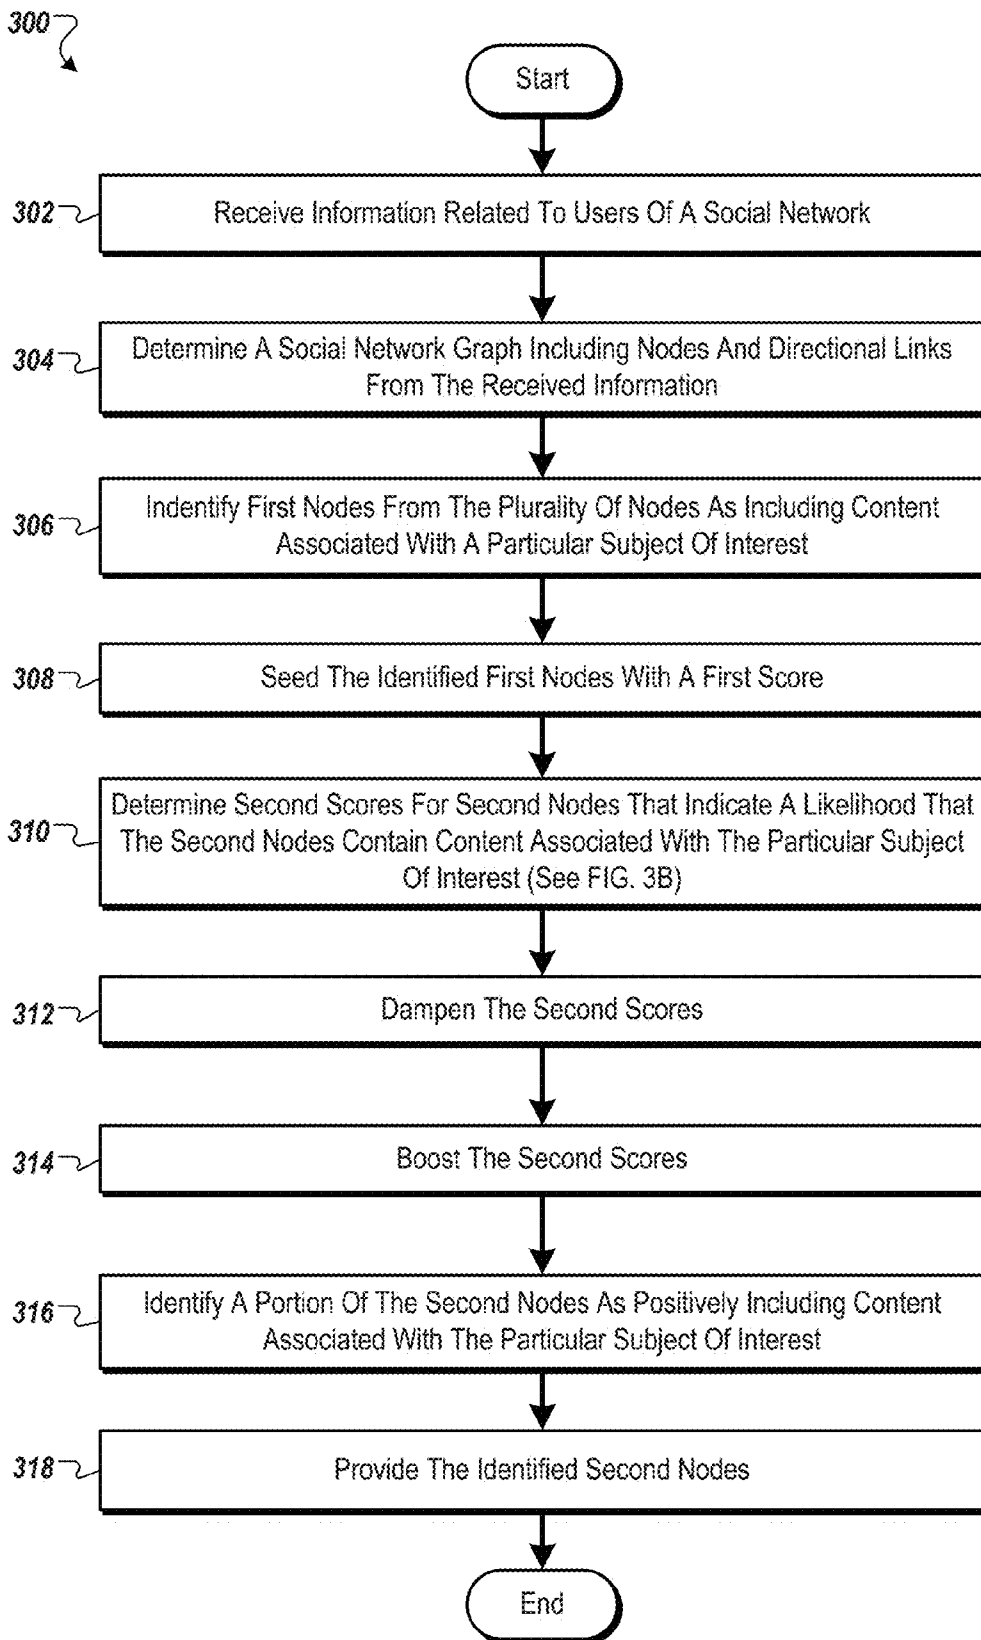 300
Start
302
Receive Information Related To Users Of A Social Network
304
Determine A Social Network Graph Including Nodes And Directional Links
From The Received Information
306
Indentify First Nodes From The Plurality Of Nodes As Including Content
Associated With A Particular Subject Of Interest
308
Seed The Identified First Nodes With A First Score
310
Determine Second Scores For Second Nodes That Indicate A Likelihood That
The Second Nodes Contain Content Associated With The Particular Subject
Of Interest (See FIG. 3B)
312
Dampen The Second Scores
314
Boost The Second Scores
316
Identify A Portion Of The Second Nodes As Positively Including Content
Associated With The Particular Subject Of Interest
318
Provide The Identified Second Nodes
End